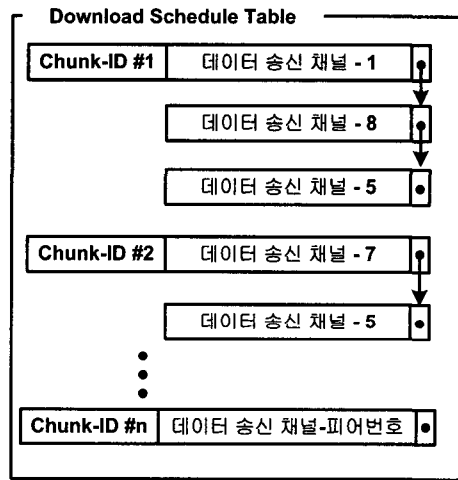 Download Schedule Table
Chunk-ID #1 데이터 송신 채널 - 1
데이터 송신 채널 - 8
데이터 송신 채널 - 5
Chunk-ID #2 데이터 송신 채널 - 7
데이터 송신 채널 - 5
Chunk-ID #n 데이터 송신 채널-피어번호